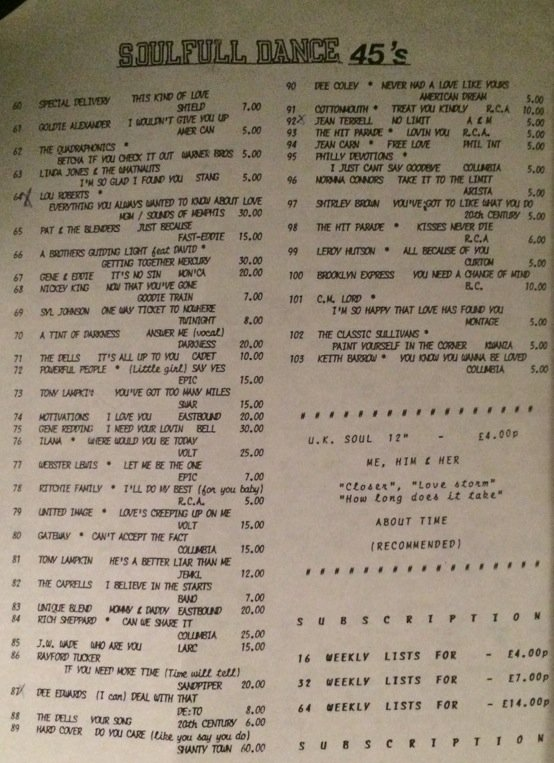 SOULFULL DANCE 45's
60 SPECIAL DELIVERY THIS KIND OF LOVE
SHIELD 7.00
61 GOLDIE ALEXANDER I WOULDN'T GIVE YOU UP
AMER CAN 5.00
62 THE QUADRAPHONICS *
BETCHA IF YOU CHECK IT OUT WARNER BROS 5.00
63 LINDA JONES & THE WHATNAUTS
I'M SO GLAD I FOUND YOU STANG 5.00
64 LOU ROBERTS *
EVERYTHING YOU ALWAYS WANTED TO KNOW ABOUT LOVE
MGM / SOUNDS OF MEMPHIS 30.00
65 PAT & THE BLENDERS JUST BECAUSE
FAST-EDDIE 15.00
66 A BROTHERS GUIDING LIGHT feat DAVID *
GETTING TOGETHER MERCURY 30.00
67 GENE & EDDIE IT'S NO SIN MON'CA 20.00
68 NICKEY KING NOW THAT YOU'VE GONE
GOODIE TRAIN 7.00
69 SYL JOHNSON ONE WAY TICKET TO NOWHERE
TWINIGHT 8.00
70 A TINT OF DARKNESS ANSWER ME (vocal)
DARKNESS 20.00
71 THE DELLS IT'S ALL UP TO YOU CADET 10.00
72 POWERFUL PEOPLE * (Little girl) SAY YES
EPIC 15.00
73 TONY LAMPKIN YOU'VE GOT TOO MANY MILES
SWAR 15.00
74 MOTIVATIONS I LOVE YOU EASTBOUND 20.00
75 GENE REDDING I NEED YOUR LOVIN BELL 30.00
76 ILANA * WHERE WOULD YOU BE TODAY
VOLT 25.00
77 WEBSTER LEWIS * LET ME BE THE ONE
EPIC 7.00
78 RITCHIE FAMILY * I'LL DO MY BEST (for you baby)
R.C.A. 5.00
79 UNITED IMAGE * LOVE'S CREEPING UP ON ME
VOLT 15.00
80 GATEWAY * CAN'T ACCEPT THE FACT
COLUMBIA 15.00
81 TONY LAMPKIN HE'S A BETTER LIAR THAN ME
JEMKL 12.00
82 THE CAPRELLS I BELIEVE IN THE STARTS
BANO 7.00
83 UNIQUE BLEND MOMMY & DADDY EASTBOUND 20.00
84 RICH SHEPPARD * CAN WE SHARE IT
COLUMBIA 25.00
85 J.W. WADE WHO ARE YOU LARC 15.00
86 RAYFORD TUCKER
IF YOU NEED MORE TIME (Time will tell)
SANDPIPER 20.00
87 DEE EDWARDS (I can) DEAL WITH THAT
DE:TO 8.00
88 THE DELLS YOUR SONG 20th CENTURY 6.00
89 HARD COVER DO YOU CARE (like you say you do)
SHANTY TOWN 60.00
90 DEE COLEY * NEVER HAD A LOVE LIKE YOURS
AMERICAN DREAM 5.00
91 COTTONMOUTH * TREAT YOU KINDLY R.C.A 10.00
92 JEAN TERRELL NO LIMIT A & M 5.00
93 THE HIT PARADE * LOVIN YOU R.C.A. 5.00
94 JEAN CARN * FREE LOVE PHIL INT 5.00
95 PHILLY DEVOTIONS *
I JUST CANT SAY GOODBYE COLUMBIA 5.00
96 NORMNA CONNORS TAKE IT TO THE LIMIT
ARISTA 5.00
97 SHIRLEY BROWN YOU'VE GOT TO LIKE WHAT YOU DO
20th CENTURY 5.00
98 THE HIT PARADE * KISSES NEVER DIE
R.C.A 6.00
99 LEROY HUTSON * ALL BECAUSE OF YOU
CURTOM 5.00
100 BROOKLYN EXPRESS YOU NEED A CHANGE OF MIND
B.C. 10.00
101 C.M. LORD *
I'M SO HAPPY THAT LOVE HAS FOUND YOU
MONTAGE 5.00
102 THE CLASSIC SULLIVANS *
PAINT YOURSELF IN THE CORNER KWANZA 5.00
103 KEITH BARROW * YOU KNOW YOU WANNA BE LOVED
COLUMBIA 5.00
# # # # # # # # # # # # # # # #
U.K. SOUL 12" - £4.00p
ME, HIM & HER
"Closer", "Love storm"
"How long does it take"
ABOUT TIME
(RECOMMENDED)
# # # # # # # # # # # # # # # #
S U B S C R I P T I O N
16 WEEKLY LISTS FOR - £4.00p
32 WEEKLY LISTS FOR - £7.00p
64 WEEKLY LISTS FOR - £14.00p
S U B S C R I P T I O N